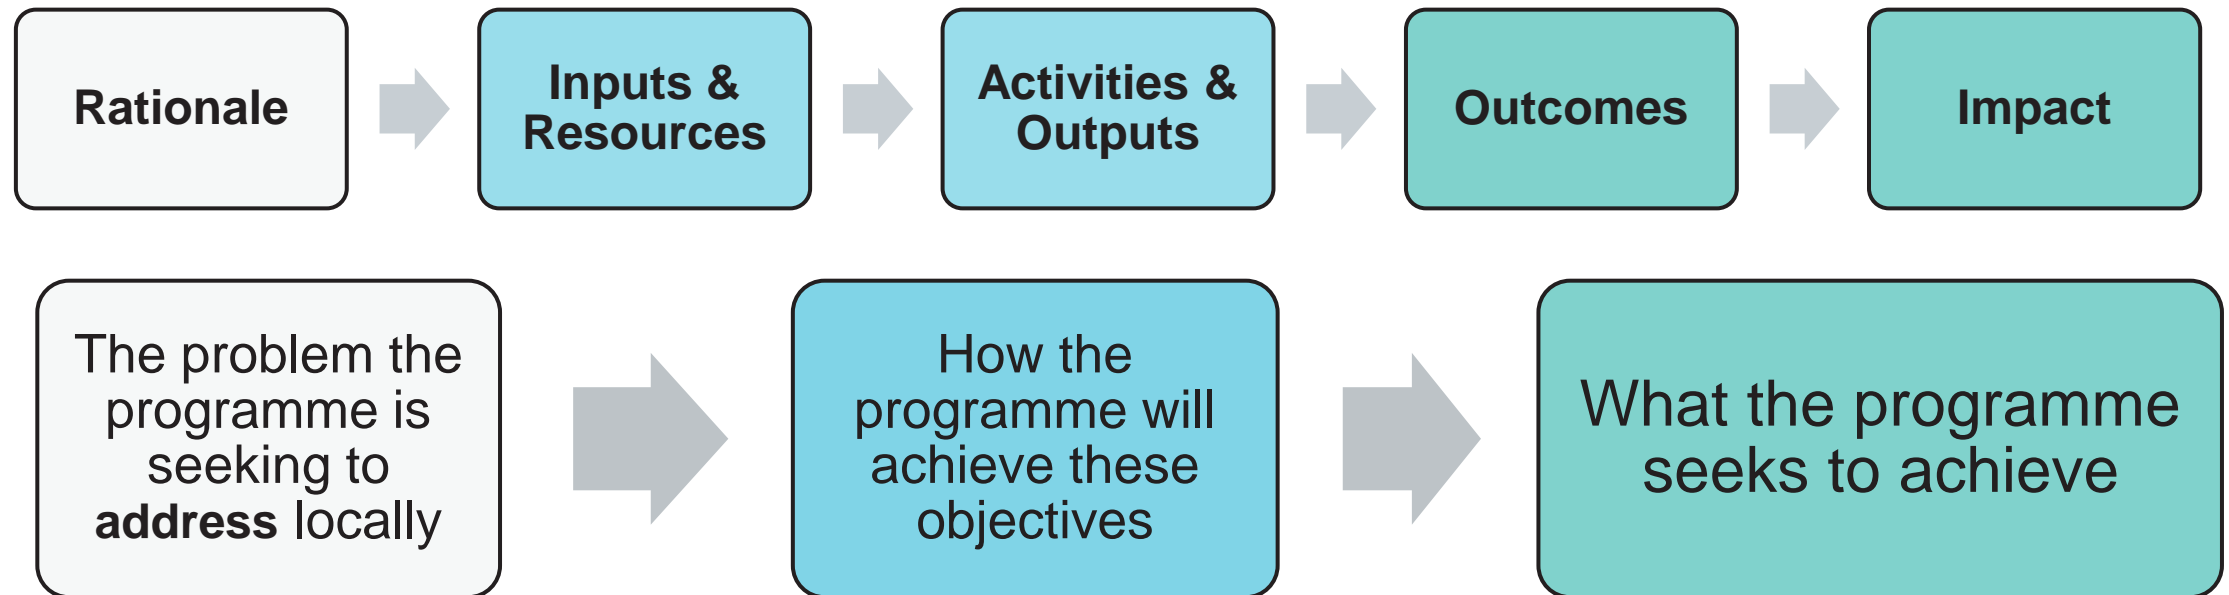 Rationale
Inputs &
Resources
Activities &
Outputs
Outcomes
Impact
The problem the
programme is
seeking to
address locally
How the
programme will
achieve these
objectives
What the programme
seeks to achieve